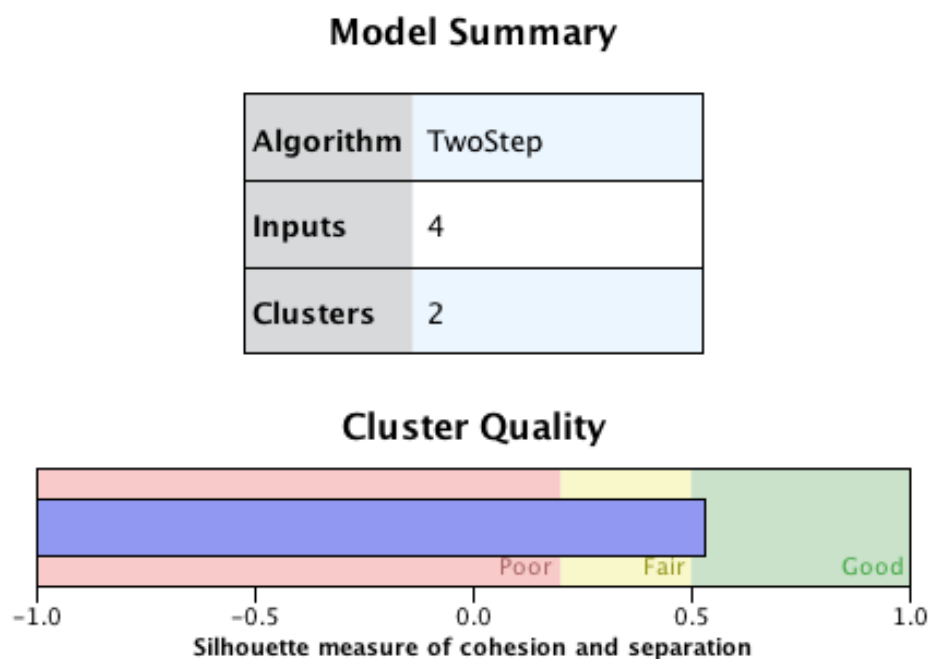 Model Summary
Algorithm TwoStep
Inputs 4
Clusters 2
Cluster Quality
Poor Fair Good
−1.0 −0.5 0.0 0.5 1.0
Silhouette measure of cohesion and separation